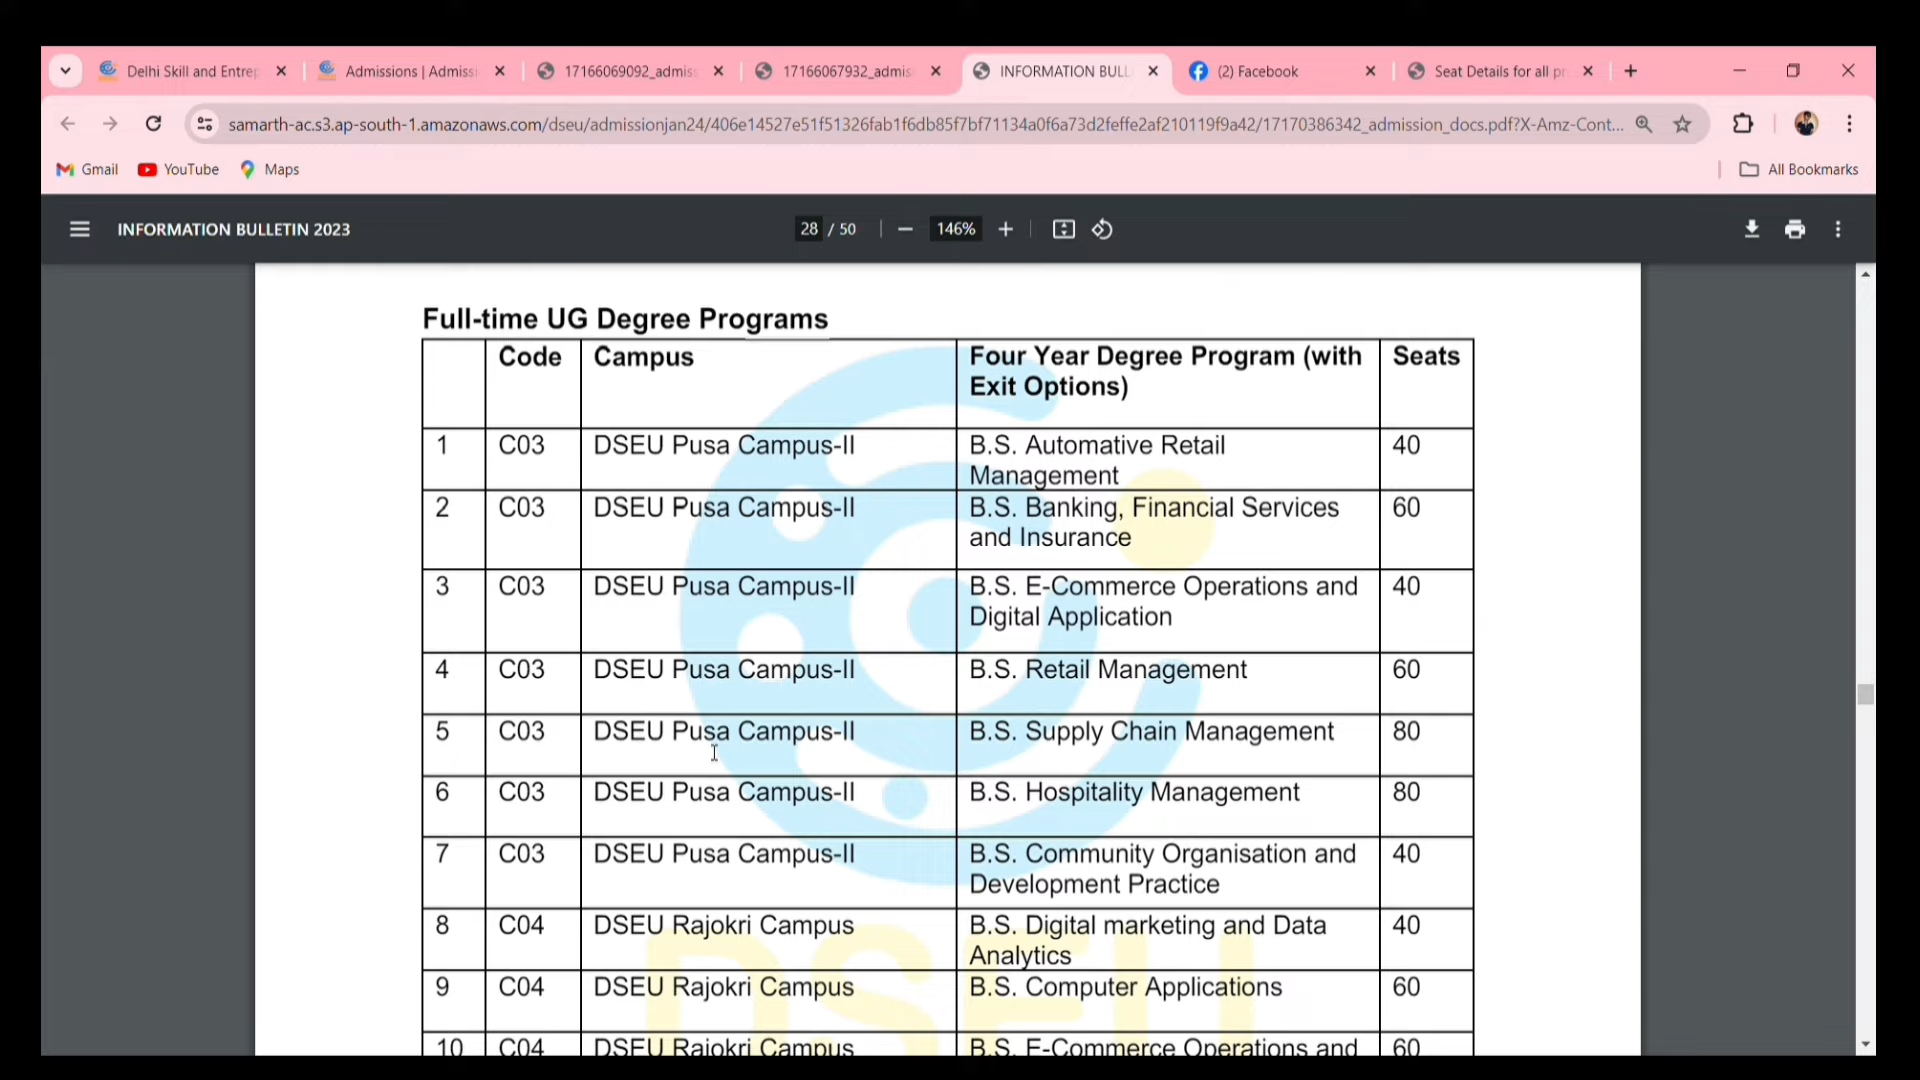 Delhi Skill and Entrep
Admissions | Admissi
17166069092_admis
17166067932_admis
INFORMATION BULL
(2) Facebook
Seat Details for all pr
samarth-ac.s3.ap-south-1.amazonaws.com/dseu/admissionjan24/406e14527e51f51326fab1f6db85f7bf71134a0f6a73d2feffe2af210119f9a42/17170386342_admission_docs.pdf?X-Amz-Cont...
Gmail YouTube Maps All Bookmarks
INFORMATION BULLETIN 2023 28 / 50 146%
Full-time UG Degree Programs
Code Campus Four Year Degree Program (with Seats
Exit Options)
1 C03 DSEU Pusa Campus-II B.S. Automative Retail 40
Management
2 C03 DSEU Pusa Campus-II B.S. Banking, Financial Services 60
and Insurance
3 C03 DSEU Pusa Campus-II B.S. E-Commerce Operations and 40
Digital Application
4 C03 DSEU Pusa Campus-II B.S. Retail Management 60
5 C03 DSEU Pusa Campus-II B.S. Supply Chain Management 80
6 C03 DSEU Pusa Campus-II B.S. Hospitality Management 80
7 C03 DSEU Pusa Campus-II B.S. Community Organisation and 40
Development Practice
8 C04 DSEU Rajokri Campus B.S. Digital marketing and Data 40
Analytics
9 C04 DSEU Rajokri Campus B.S. Computer Applications 60
10 C04 DSEU Rajokri Campus B.S. E-Commerce Operations and 60
DSEU